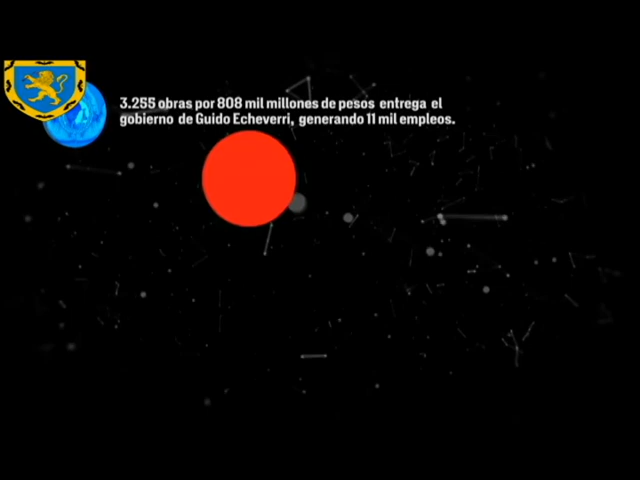 3.255 obras por 808 mil millones de pesos entrega el
gobierno de Guido Echeverri, generando 11 mil empleos.